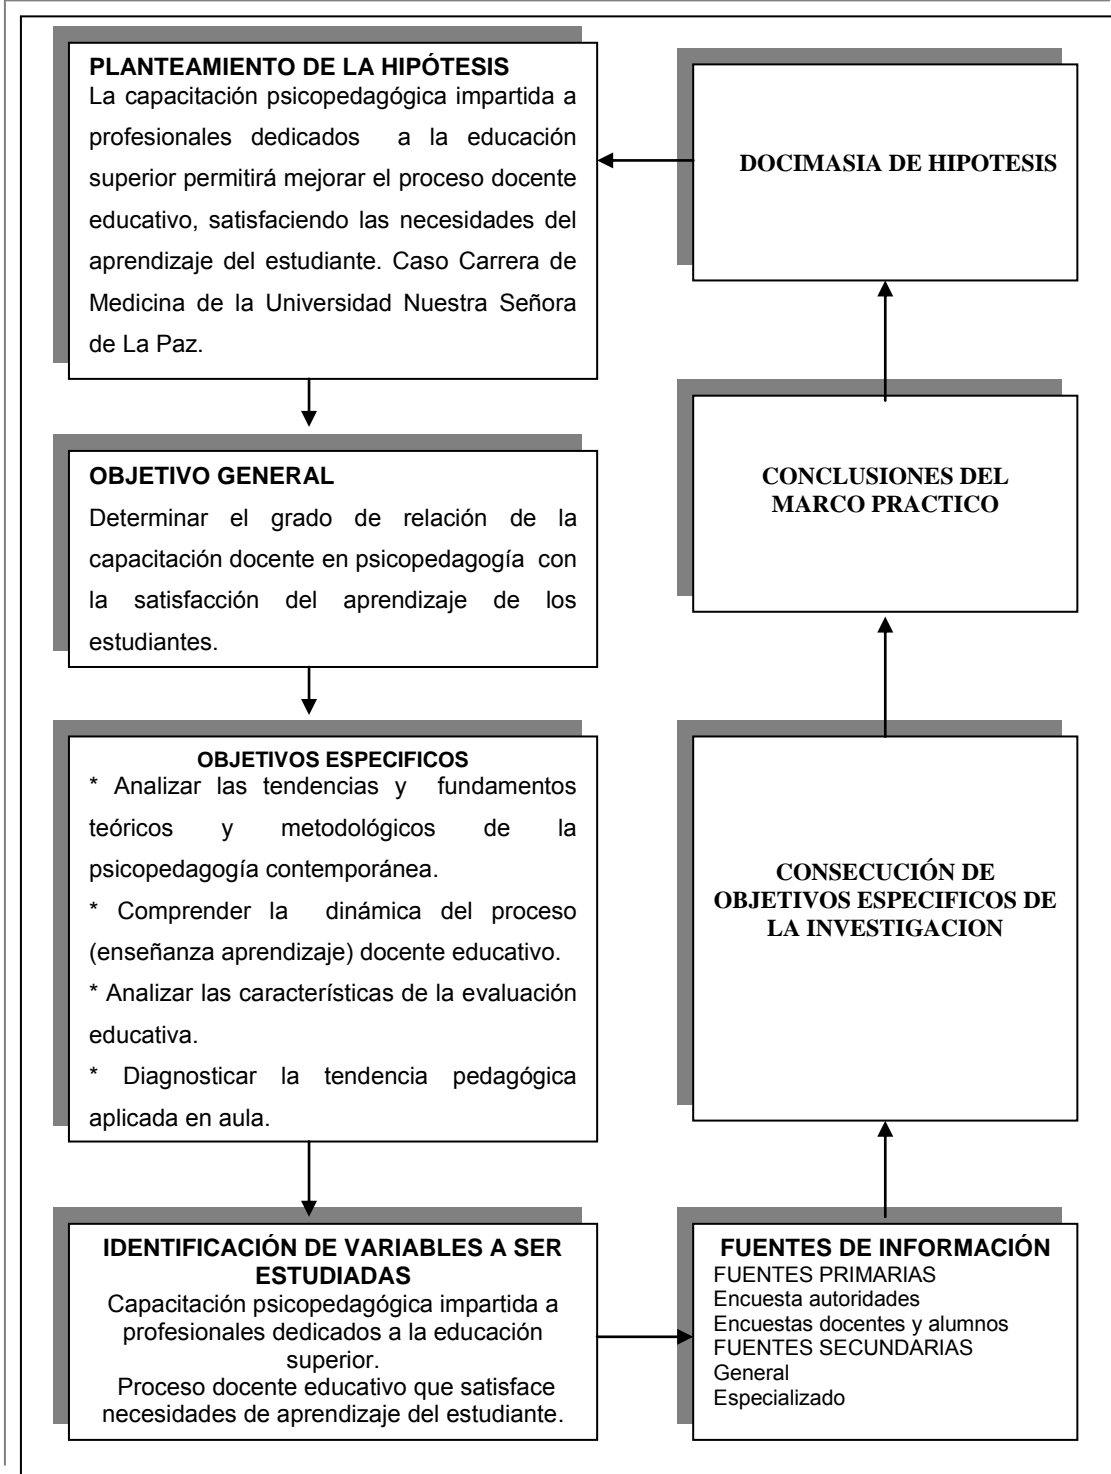 PLANTEAMIENTO DE LA HIPÓTESIS
La capacitación psicopedagógica impartida a
profesionales dedicados a la educación
superior permitirá mejorar el proceso docente
educativo, satisfaciendo las necesidades del
aprendizaje del estudiante. Caso Carrera de
Medicina de la Universidad Nuestra Señora
de La Paz.
OBJETIVO GENERAL
Determinar el grado de relación de la
capacitación docente en psicopedagogía con
la satisfacción del aprendizaje de los
estudiantes.
OBJETIVOS ESPECIFICOS
* Analizar las tendencias y fundamentos
teóricos y metodológicos de la
psicopedagogía contemporánea.
* Comprender la dinámica del proceso
(enseñanza aprendizaje) docente educativo.
* Analizar las características de la evaluación
educativa.
* Diagnosticar la tendencia pedagógica
aplicada en aula.
IDENTIFICACIÓN DE VARIABLES A SER
ESTUDIADAS
Capacitación psicopedagógica impartida a
profesionales dedicados a la educación
superior.
Proceso docente educativo que satisface
necesidades de aprendizaje del estudiante.
FUENTES DE INFORMACIÓN
FUENTES PRIMARIAS
Encuesta autoridades
Encuestas docentes y alumnos
FUENTES SECUNDARIAS
General
Especializado
CONSECUCIÓN DE
OBJETIVOS ESPECIFICOS DE
LA INVESTIGACION
CONCLUSIONES DEL
MARCO PRACTICO
DOCIMASIA DE HIPOTESIS